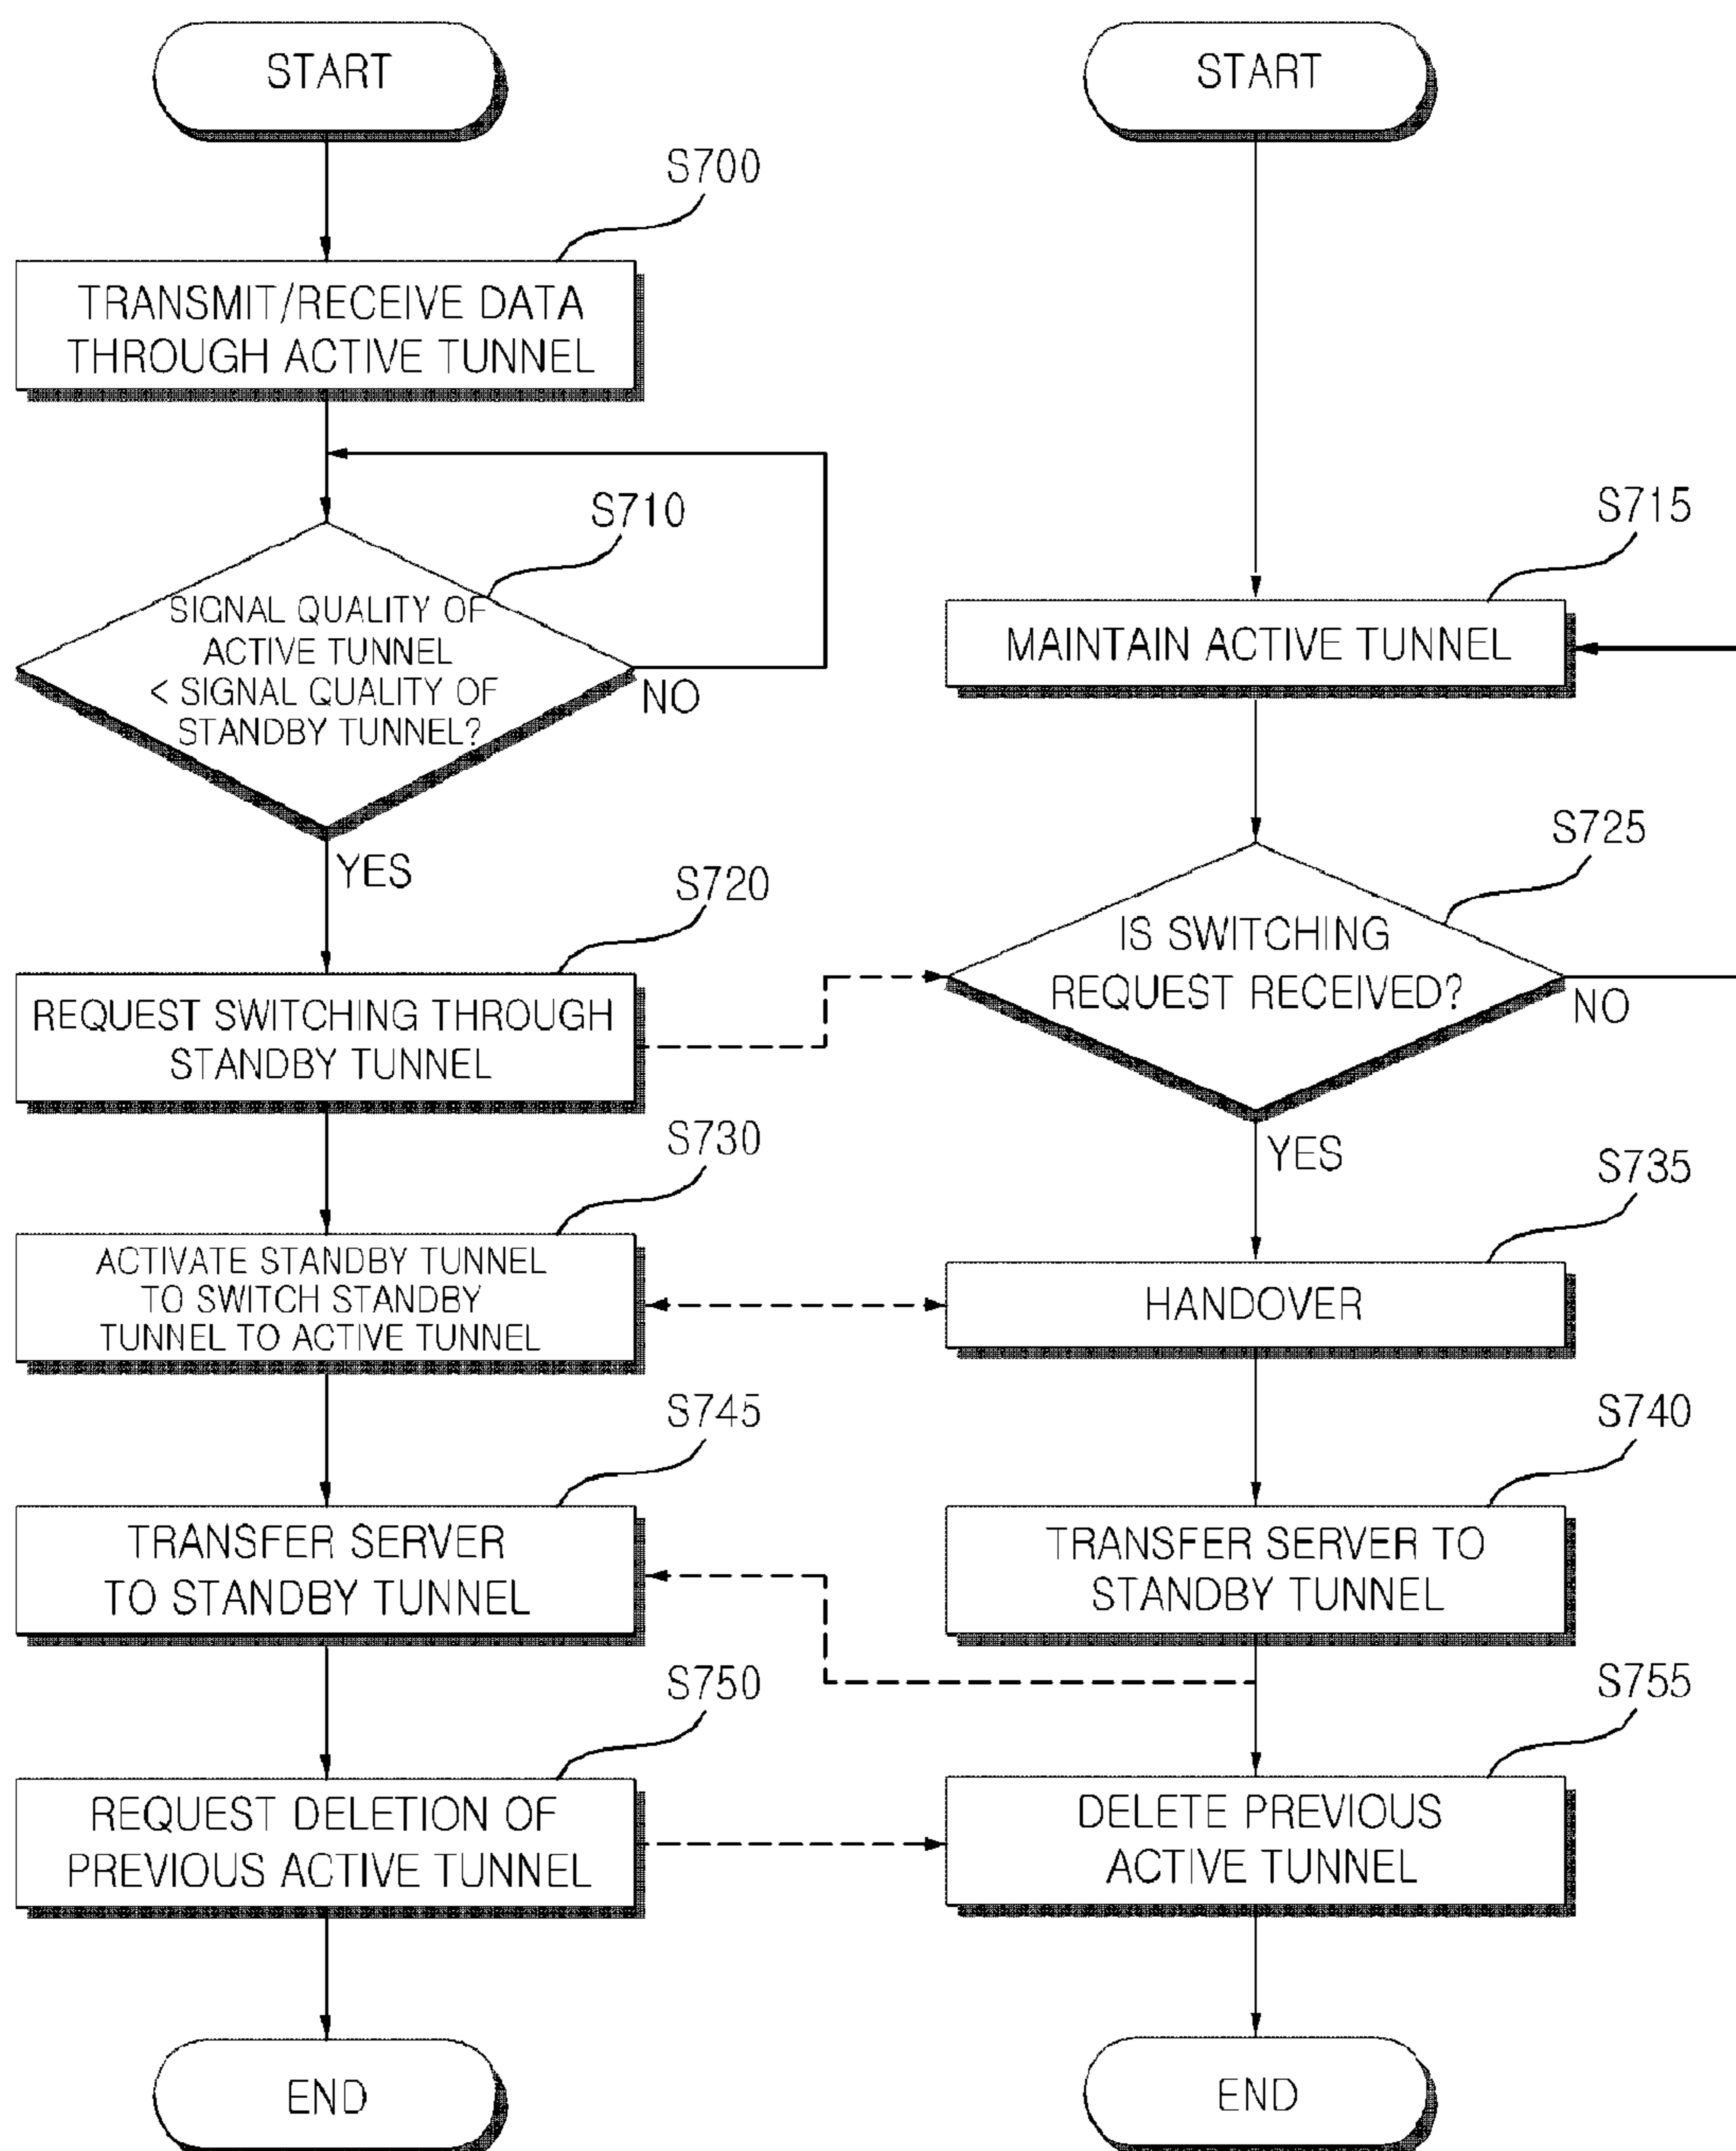 START
S700
TRANSMIT/RECEIVE DATA
THROUGH ACTIVE TUNNEL
S710
SIGNAL QUALITY OF
ACTIVE TUNNEL
< SIGNAL QUALITY OF
STANDBY TUNNEL?
NO
YES
S720
REQUEST SWITCHING THROUGH
STANDBY TUNNEL
S730
ACTIVATE STANDBY TUNNEL
TO SWITCH STANDBY
TUNNEL TO ACTIVE TUNNEL
S745
TRANSFER SERVER
TO STANDBY TUNNEL
S750
REQUEST DELETION OF
PREVIOUS ACTIVE TUNNEL
END
START
S715
MAINTAIN ACTIVE TUNNEL
S725
IS SWITCHING
REQUEST RECEIVED?
NO
YES
S735
HANDOVER
S740
TRANSFER SERVER TO
STANDBY TUNNEL
S755
DELETE PREVIOUS
ACTIVE TUNNEL
END